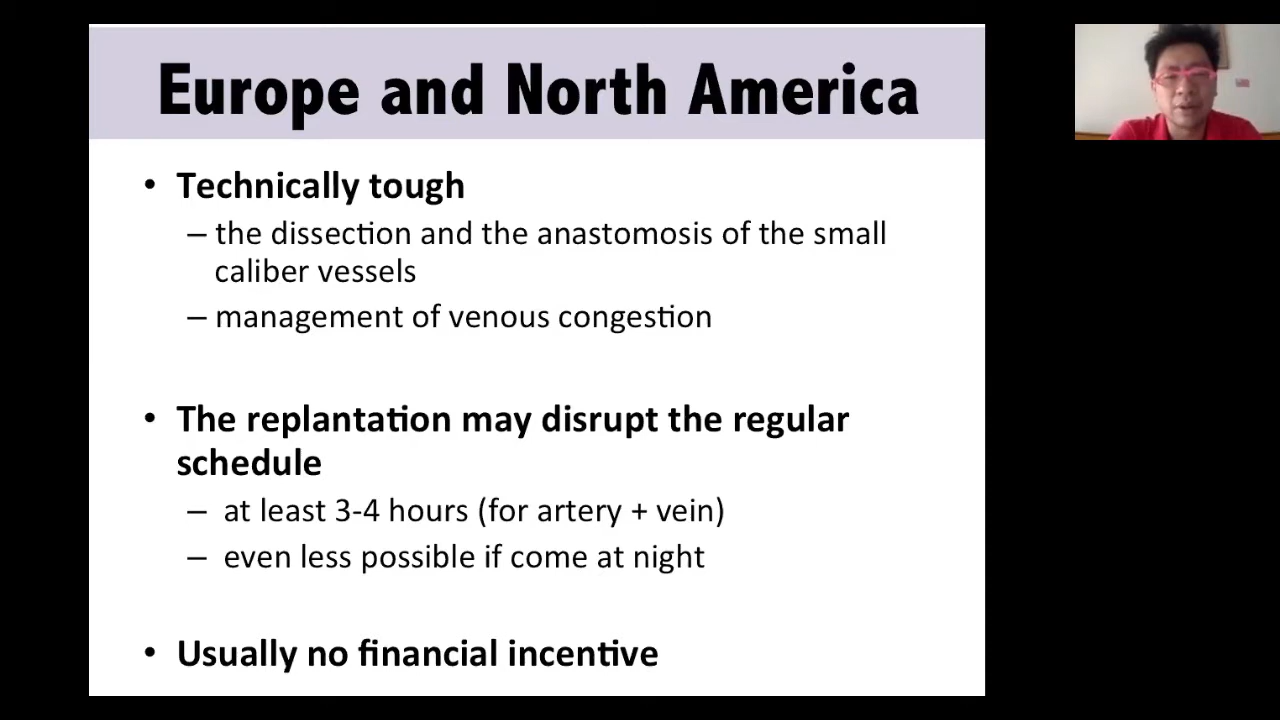 Europe and North America
• Technically tough
– the dissection and the anastomosis of the small
caliber vessels
– management of venous congestion
• The replantation may disrupt the regular
schedule
– at least 3-4 hours (for artery + vein)
– even less possible if come at night
• Usually no financial incentive